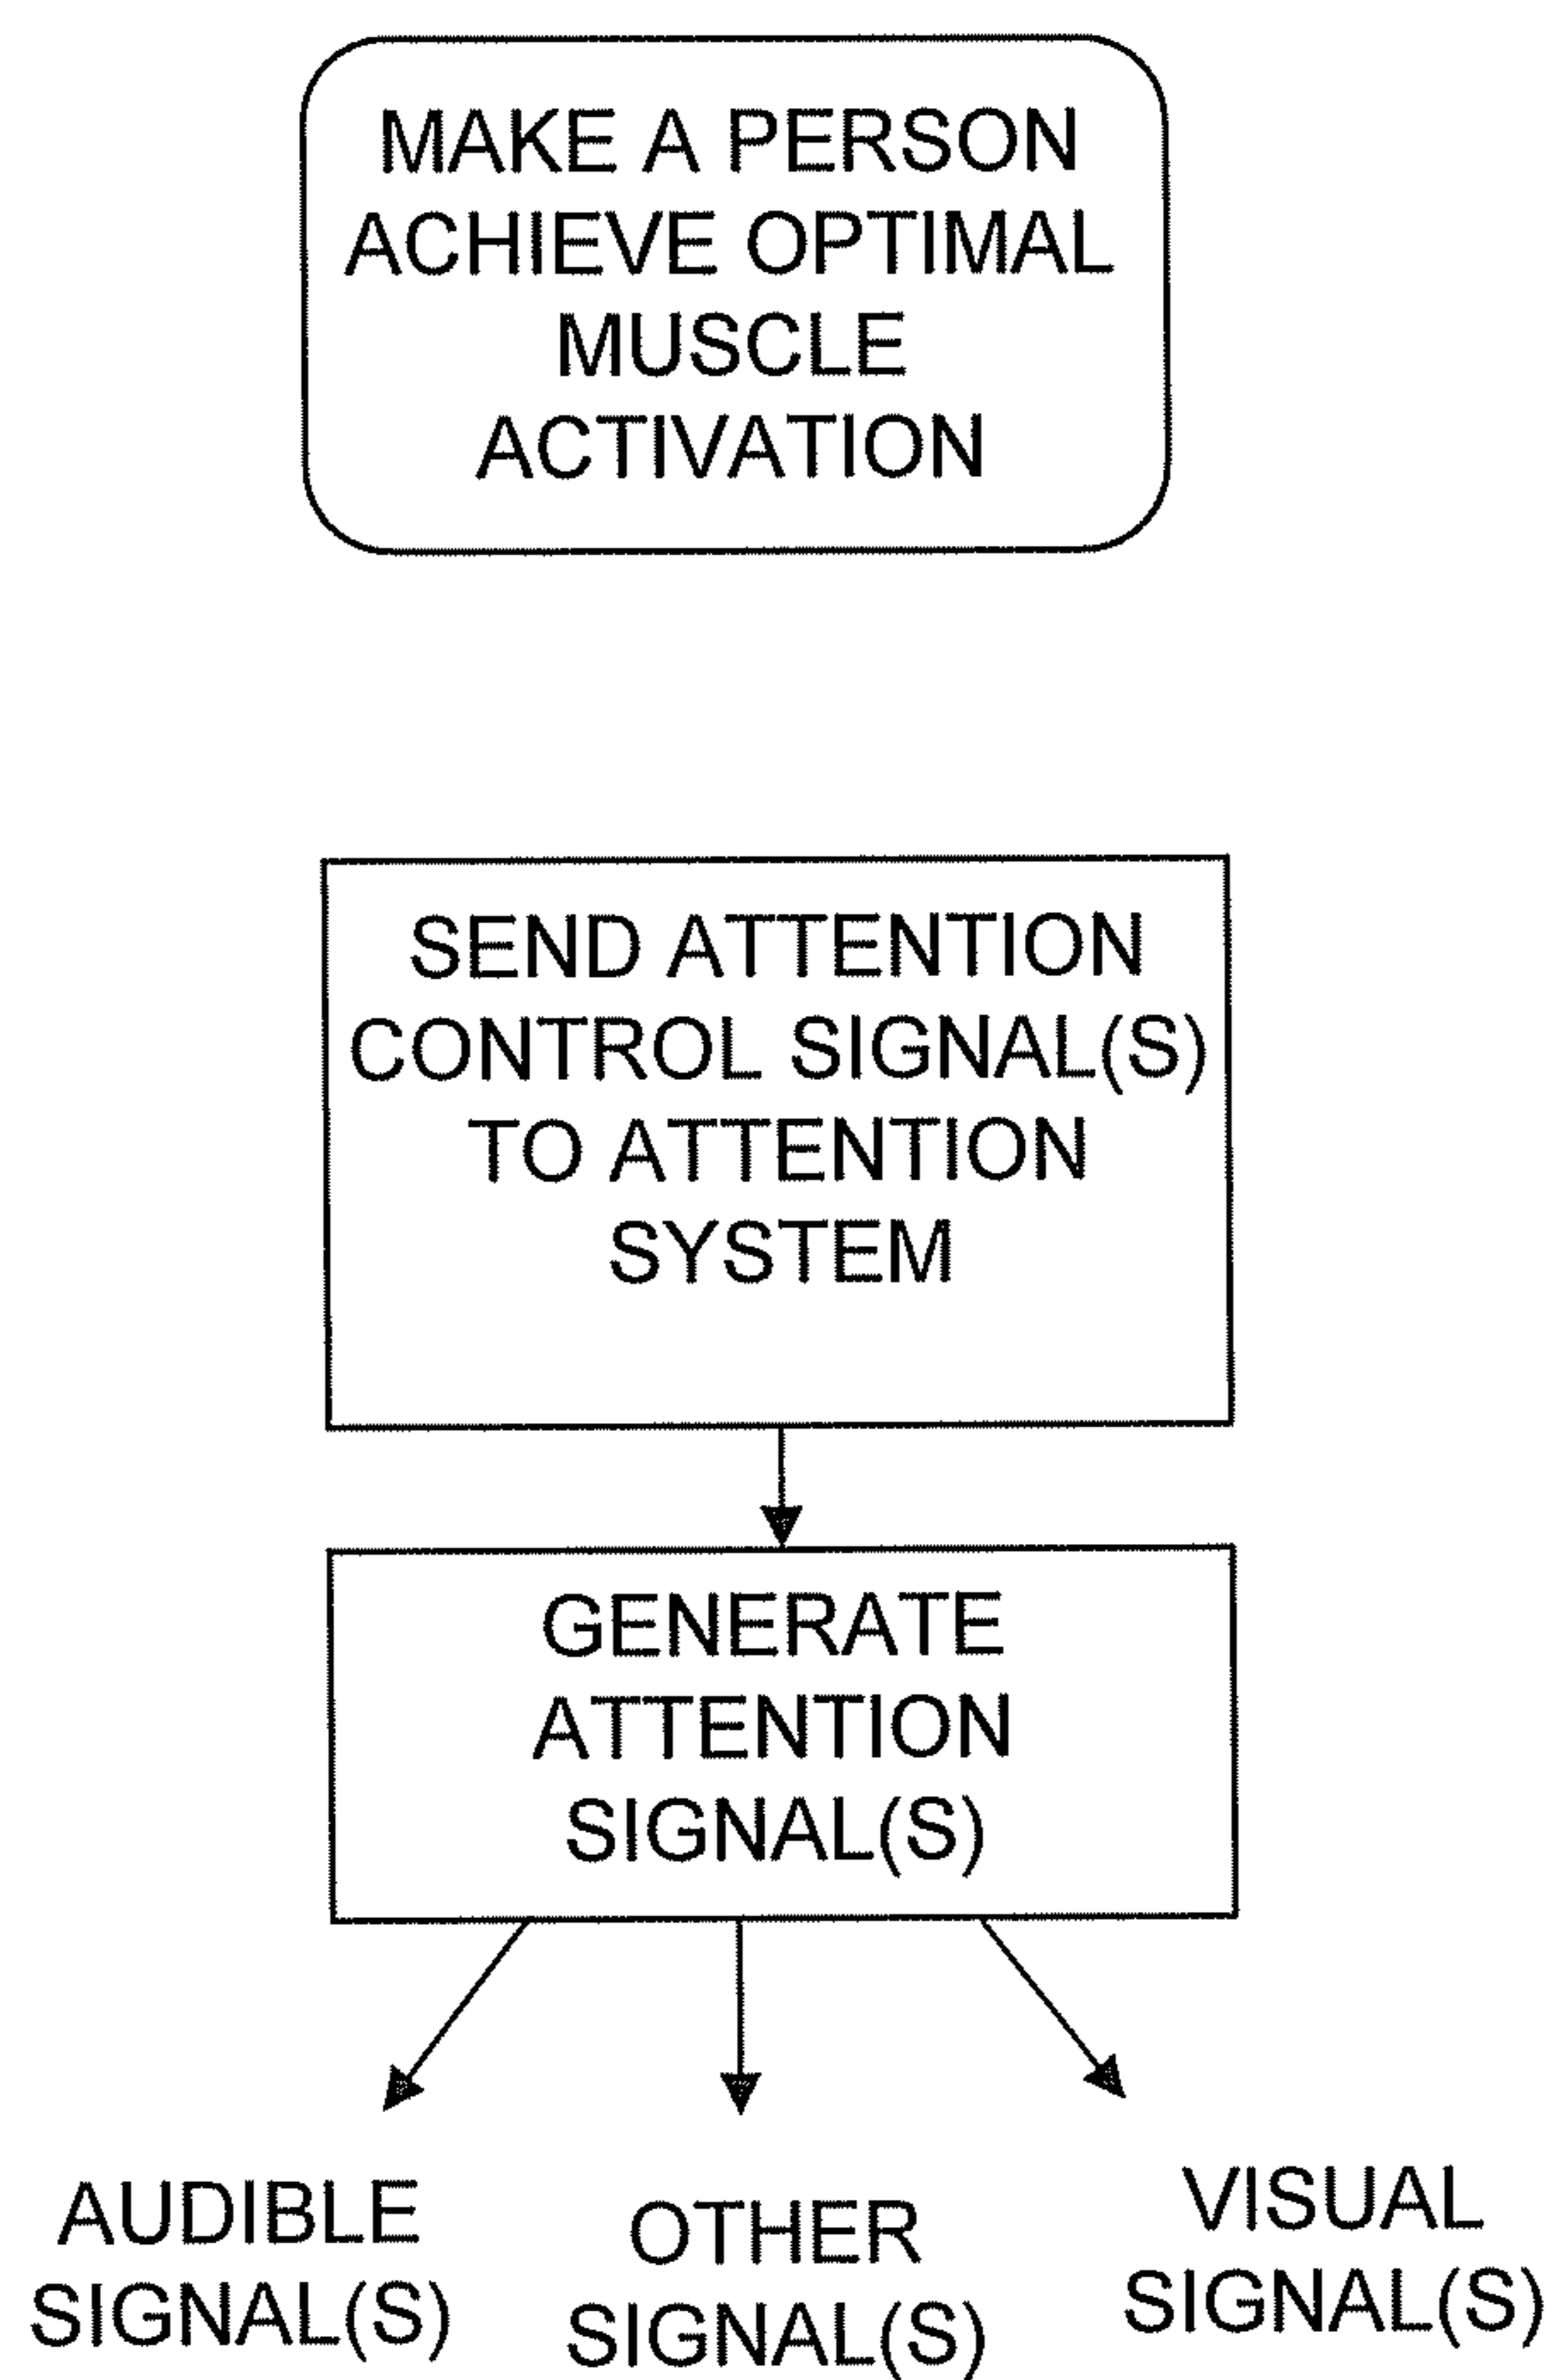 MAKE A PERSON
ACHIEVE OPTIMAL
MUSCLE
ACTIVATION
SEND ATTENTION
CONTROL SIGNAL(S)
TO ATTENTION
SYSTEM
GENERATE
ATTENTION
SIGNAL(S)
AUDIBLE
SIGNAL(S)
OTHER
SIGNAL(S)
VISUAL
SIGNAL(S)